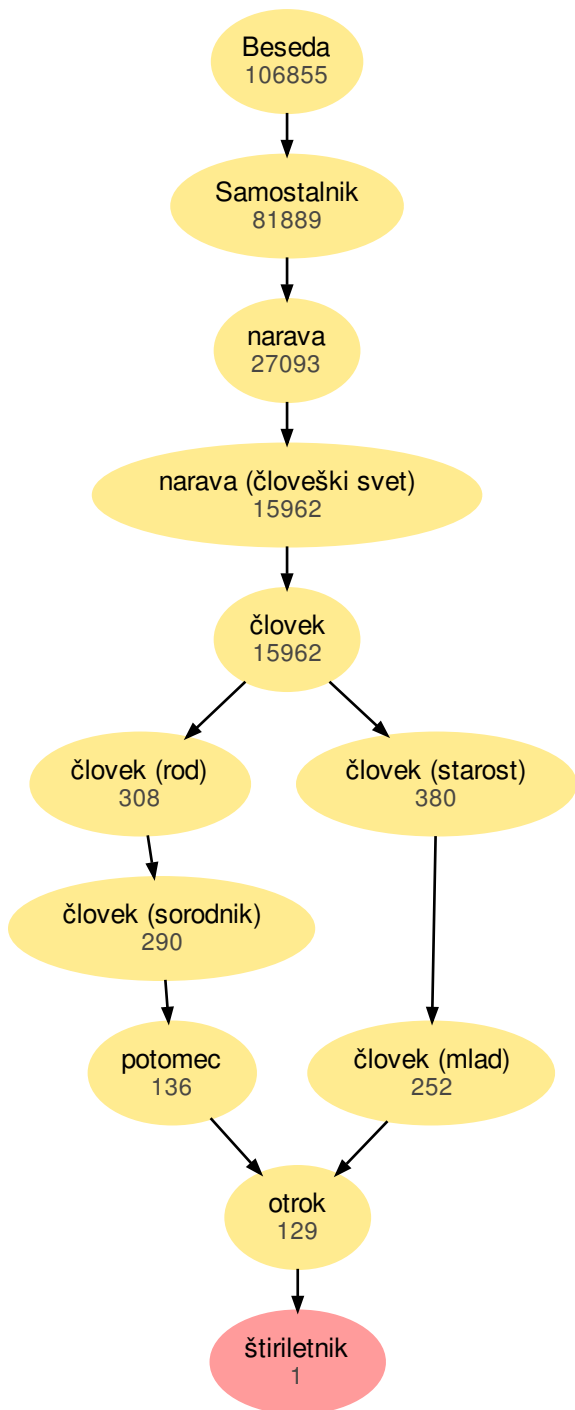 Beseda
106855
Samostalnik
81889
narava
27093
narava (človeški svet)
15962
človek
15962
človek (rod)
308
človek (starost)
380
človek (sorodnik)
290
potomec
136
človek (mlad)
252
otrok
129
štiriletnik
1